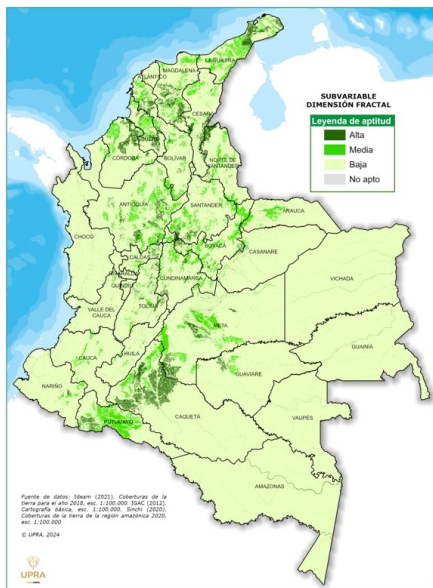 SUBVARIABLE
DIMENSIÓN FRACTAL
Leyenda de aptitud
Alta
Media
Baja
No apto
LA GUAJIRA
MAGDALENA
ATLÁNTICO
CESAR
SUCRE
CÓRDOBA
BOLÍVAR
NORTE DE
SANTANDER
ANTIOQUIA
SANTANDER
ARAUCA
CHOCÓ
BOYACÁ
CASANARE
CALDAS
CUNDINAMARCA
VICHADA
QUINDÍO
TOLIMA
VALLE DEL
CAUCA
META
GUAINÍA
HUILA
CAUCA
GUAVIARE
NARIÑO
CAQUETÁ
VAUPÉS
PUTUMAYO
AMAZONAS
Fuente de datos: Ideam (2021). Coberturas de la
tierra para el año 2018, esc. 1:100.000. IGAC (2012).
Cartografía básica, esc. 1:100.000. Sinchi (2020).
Coberturas de la tierra de la región amazónica 2020,
esc. 1:100.000
© UPRA, 2024
UPRA